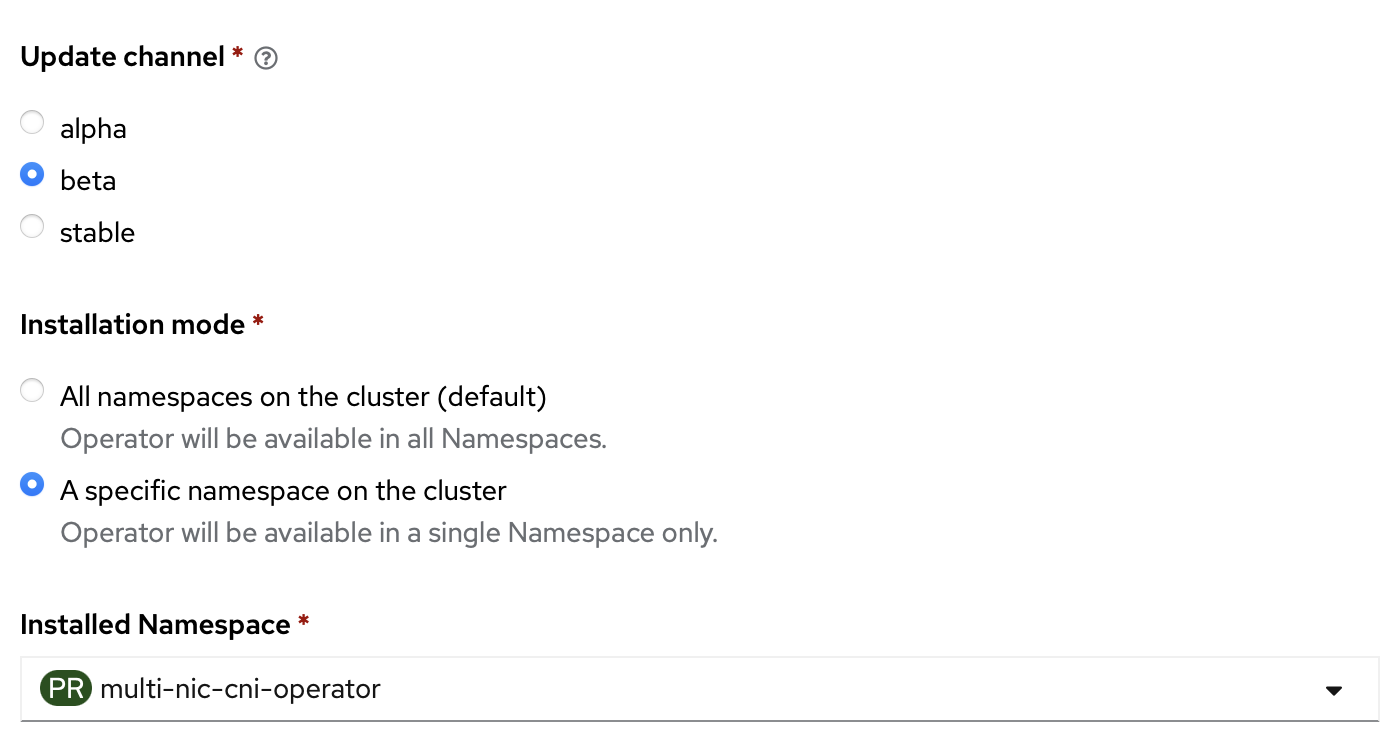 Update channel * ?
alpha
beta
stable
Installation mode *
All namespaces on the cluster (default)
Operator will be available in all Namespaces.
A specific namespace on the cluster
Operator will be available in a single Namespace only.
Installed Namespace *
PR multi-nic-cni-operator